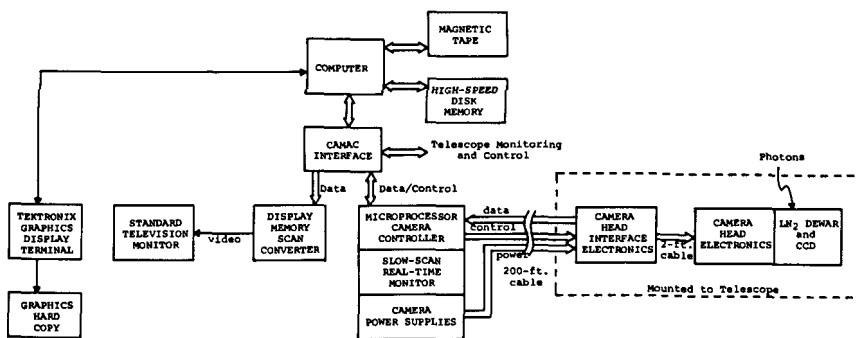 MAGNETIC
TAPE
COMPUTER
HIGH-SPEED
DISK
MEMORY
CAMAC
INTERFACE
Telescope Monitoring
and Control
Photons
Data
Data/Control
TEKTRONIX
GRAPHICS
DISPLAY
TERMINAL
STANDARD
TELEVISION
MONITOR
video
DISPLAY
MEMORY
SCAN
CONVERTER
MICROPROCESSOR
CAMERA
CONTROLLER
data
control
power
200-ft.
cable
CAMERA
HEAD
INTERFACE
ELECTRONICS
2-ft.
cable
CAMERA
HEAD
ELECTRONICS
LN2 DEWAR
and
CCD
SLOW-SCAN
REAL-TIME
MONITOR
GRAPHICS
HARD
COPY
CAMERA
POWER SUPPLIES
Mounted to Telescope